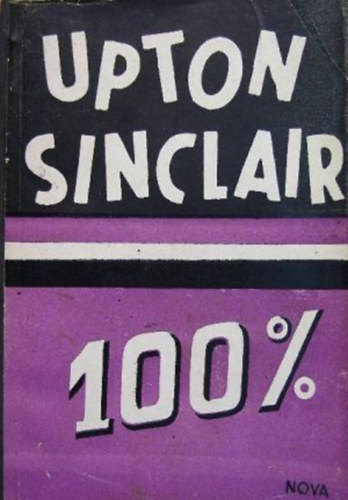 UPTON
SINCLAIR
100%
NOVA